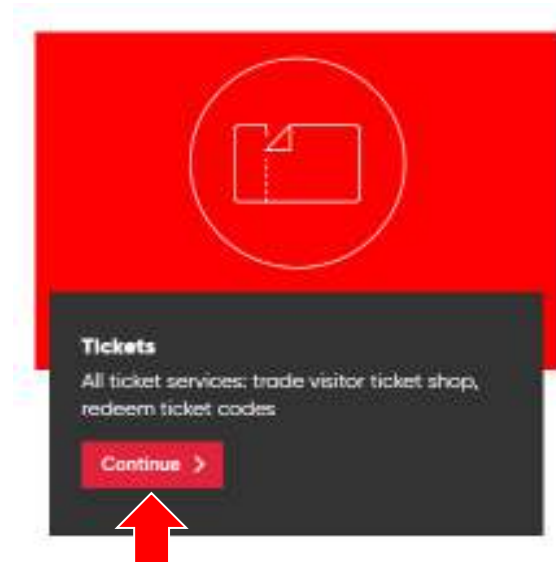 Tickets
All ticket services: trade visitor ticket shop,
redeem ticket codes
Continue